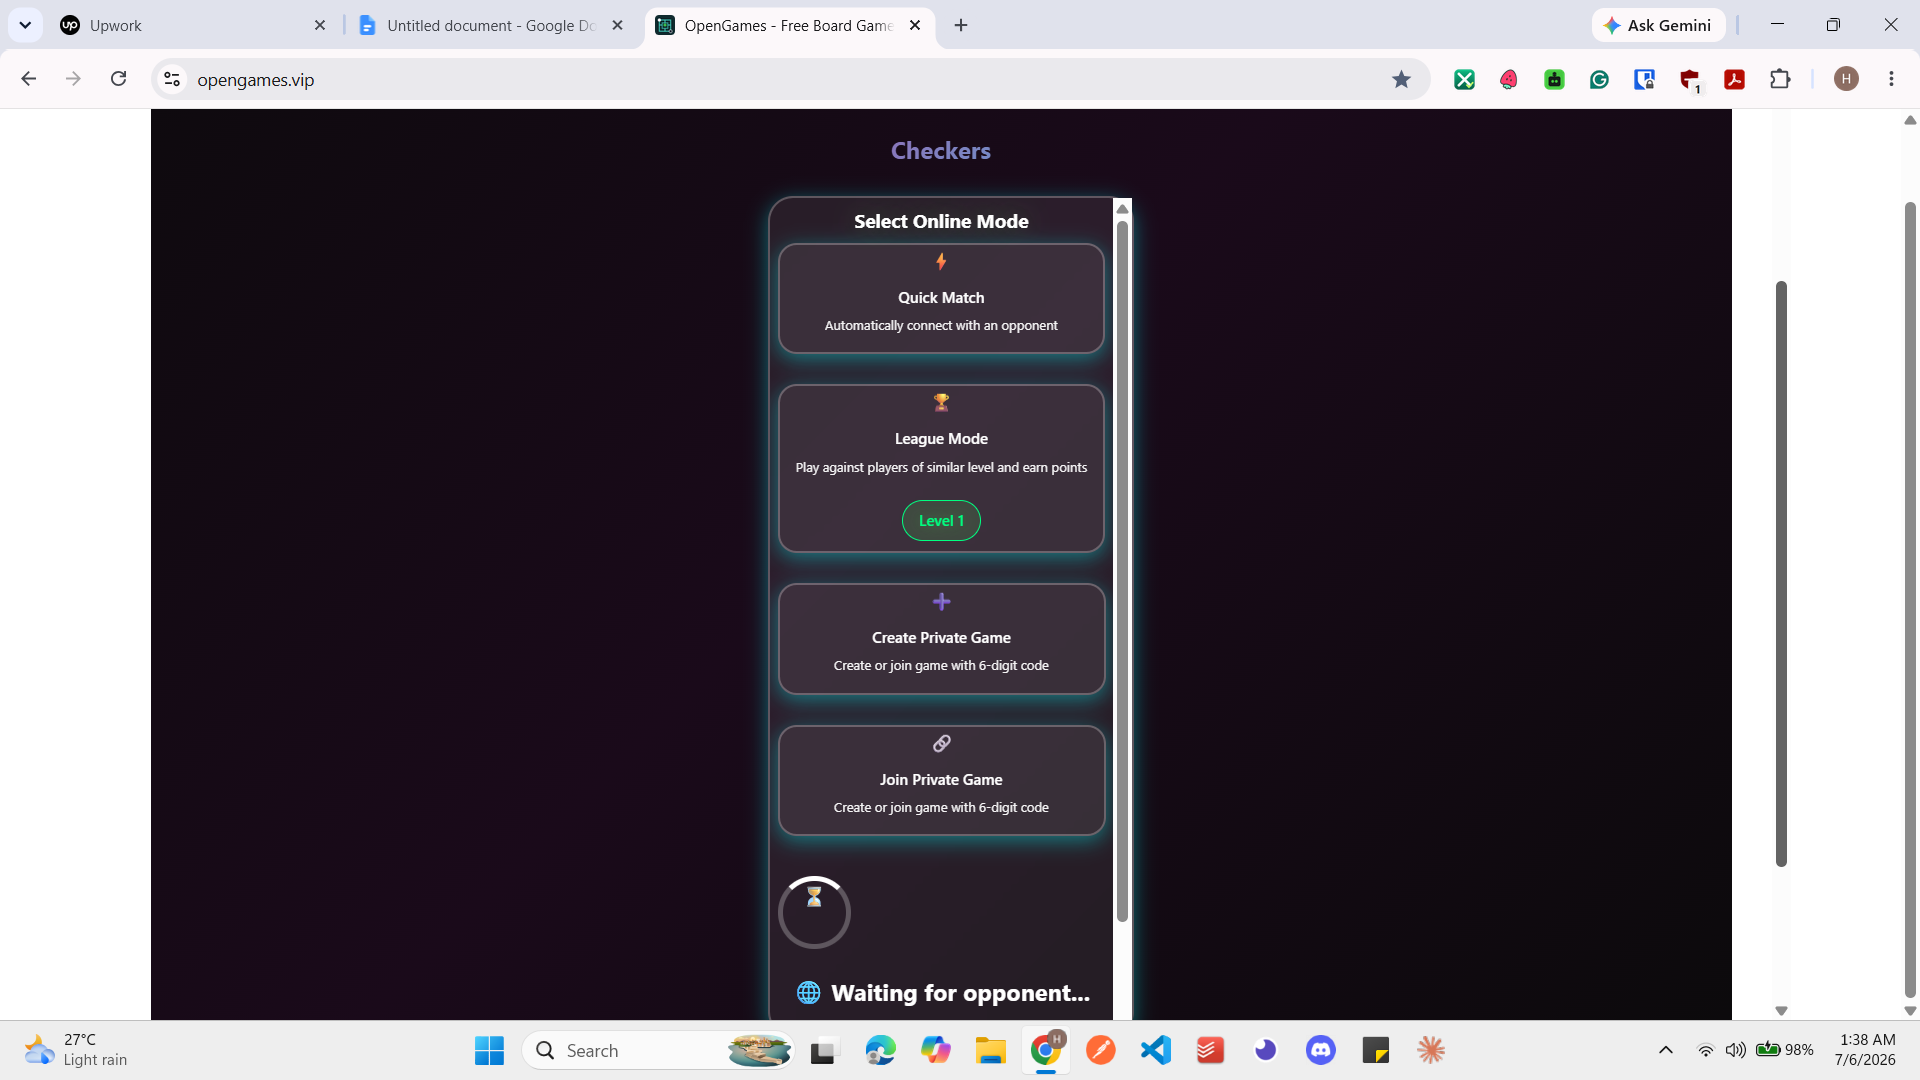 Upwork
Untitled document - Google Do
OpenGames - Free Board Game
Ask Gemini
opengames.vip
H
1
Checkers
Select Online Mode
Quick Match
Automatically connect with an opponent
League Mode
Play against players of similar level and earn points
Level 1
Create Private Game
Create or join game with 6-digit code
Join Private Game
Create or join game with 6-digit code
Waiting for opponent...
27°C
Light rain
Search
H
98%
1:38 AM
7/6/2026